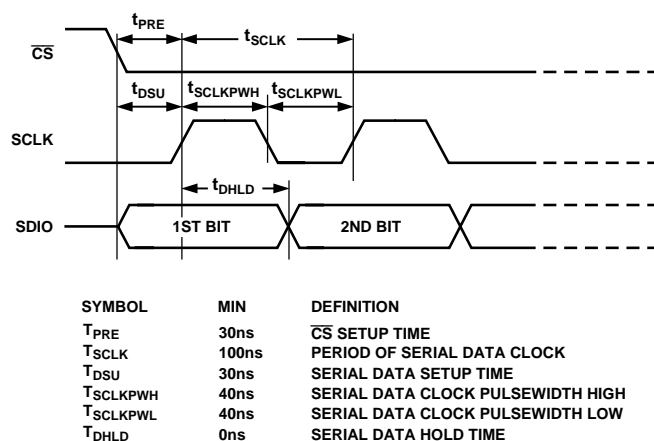 tPRE
tSCLK
CS
tDSU
tSCLKPWH
tSCLKPWL
SCLK
tDHLD
SDIO
1ST BIT
2ND BIT
SYMBOL MIN DEFINITION
TPRE 30ns CS SETUP TIME
TSCLK 100ns PERIOD OF SERIAL DATA CLOCK
TDSU 30ns SERIAL DATA SETUP TIME
TSCLKPWH 40ns SERIAL DATA CLOCK PULSEWIDTH HIGH
TSCLKPWL 40ns SERIAL DATA CLOCK PULSEWIDTH LOW
TDHLD 0ns SERIAL DATA HOLD TIME